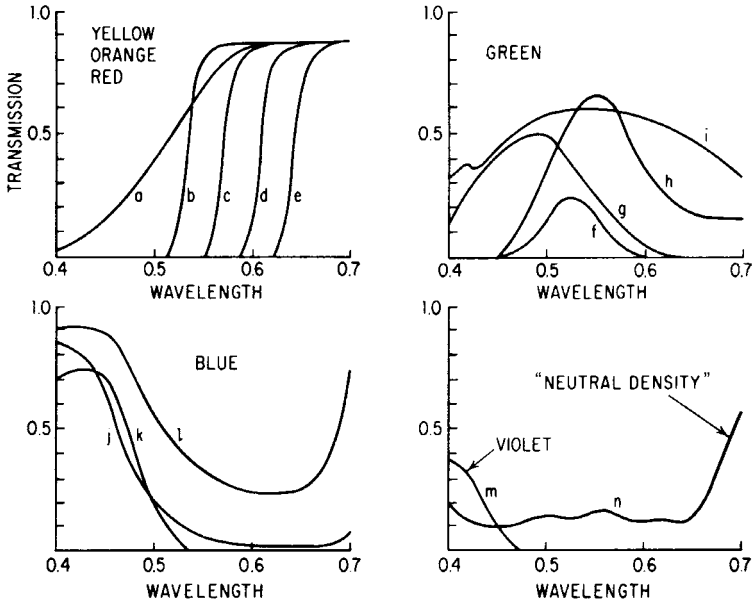 1.0
YELLOW
ORANGE
RED
TRANSMISSION
0.5
a
b
c
d
e
0.4
0.5
0.6
0.7
WAVELENGTH
1.0
GREEN
0.5
i
h
g
f
0.4
0.5
0.6
0.7
WAVELENGTH
1.0
BLUE
0.5
j
k
l
0.4
0.5
0.6
0.7
WAVELENGTH
1.0
"NEUTRAL DENSITY"
0.5
VIOLET
m
n
0.4
0.5
0.6
0.7
WAVELENGTH